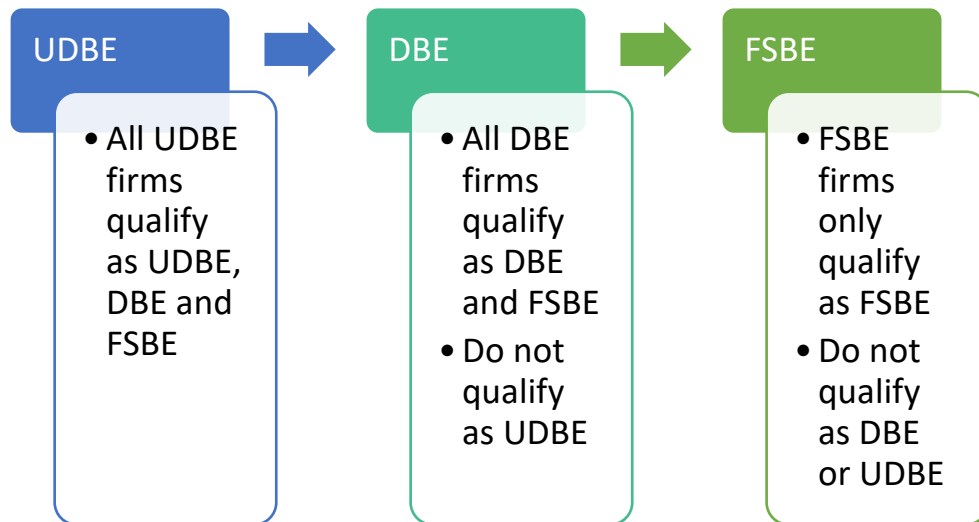 UDBE
• All UDBE
firms
qualify
as UDBE,
DBE and
FSBE
DBE
• All DBE
firms
qualify
as DBE
and FSBE
• Do not
qualify
as UDBE
FSBE
• FSBE
firms
only
qualify
as FSBE
• Do not
qualify
as DBE
or UDBE